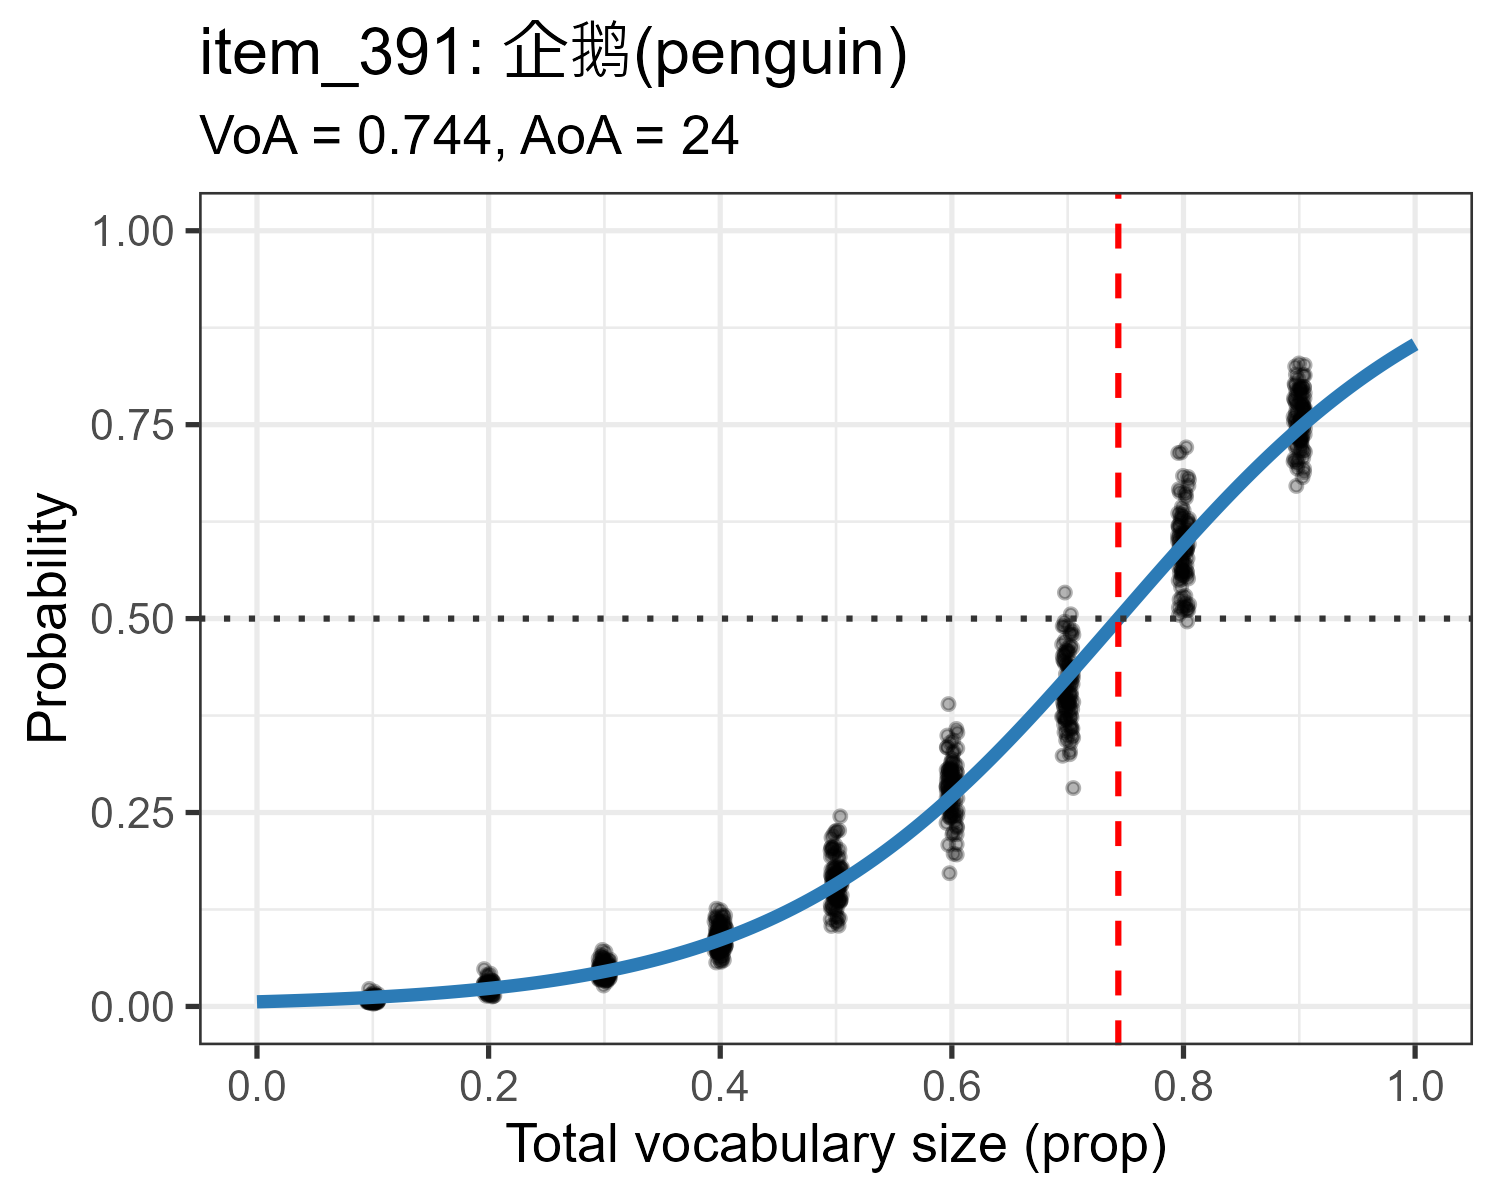 item_391: 企鹅(penguin)
VoA = 0.744, AoA = 24
1.00
0.75
0.50
0.25
0.00
Probability
0.0 0.2 0.4 0.6 0.8 1.0
Total vocabulary size (prop)